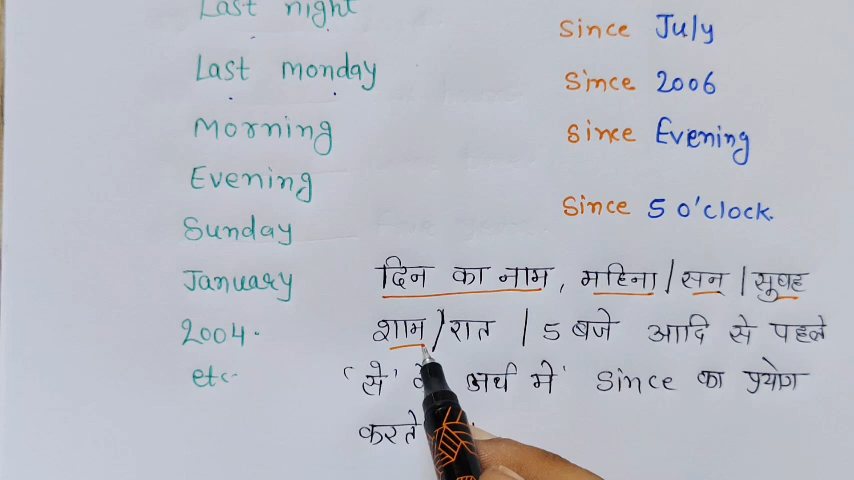 Last night
Last monday
Morning
Evening
Sunday
January
2004.
etc.
Since July
Since 2006
Since Evening
Since 5 o'clock.
दिन का नाम, महिना / सन् / सुबह
शाम / रात / 5 बजे आदि से पहले
'से' के अर्थ में' since का प्रयोग
करते